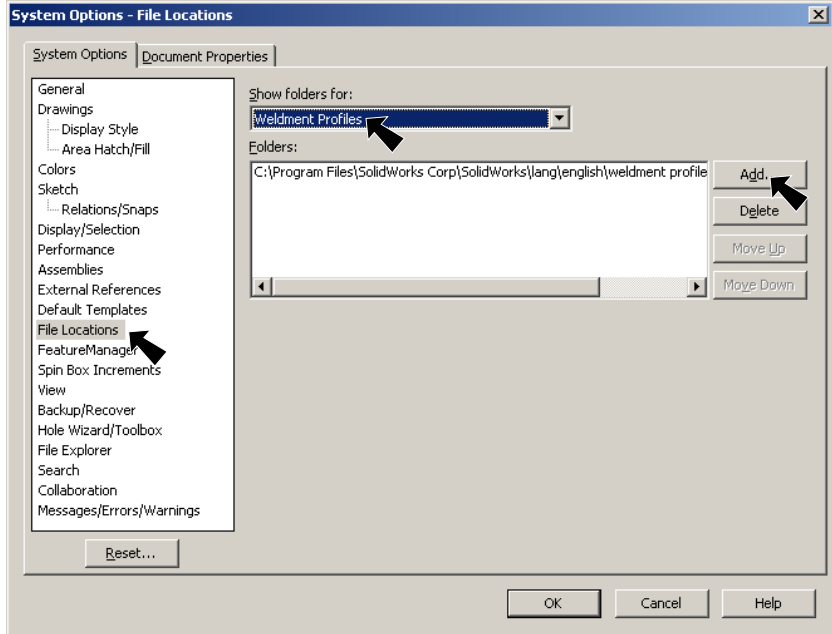 System Options - File Locations
System Options
Document Properties
General
Drawings
Display Style
Area Hatch/Fill
Colors
Sketch
Relations/Snaps
Display/Selection
Performance
Assemblies
External References
Default Templates
File Locations
FeatureManager
Spin Box Increments
View
Backup/Recover
Hole Wizard/Toolbox
File Explorer
Search
Collaboration
Messages/Errors/Warnings
Reset...
Show folders for:
Weldment Profiles
Folders:
C:\Program Files\SolidWorks Corp\SolidWorks\lang\english\weldment profile
Add.
Delete
Move Up
Move Down
OK
Cancel
Help